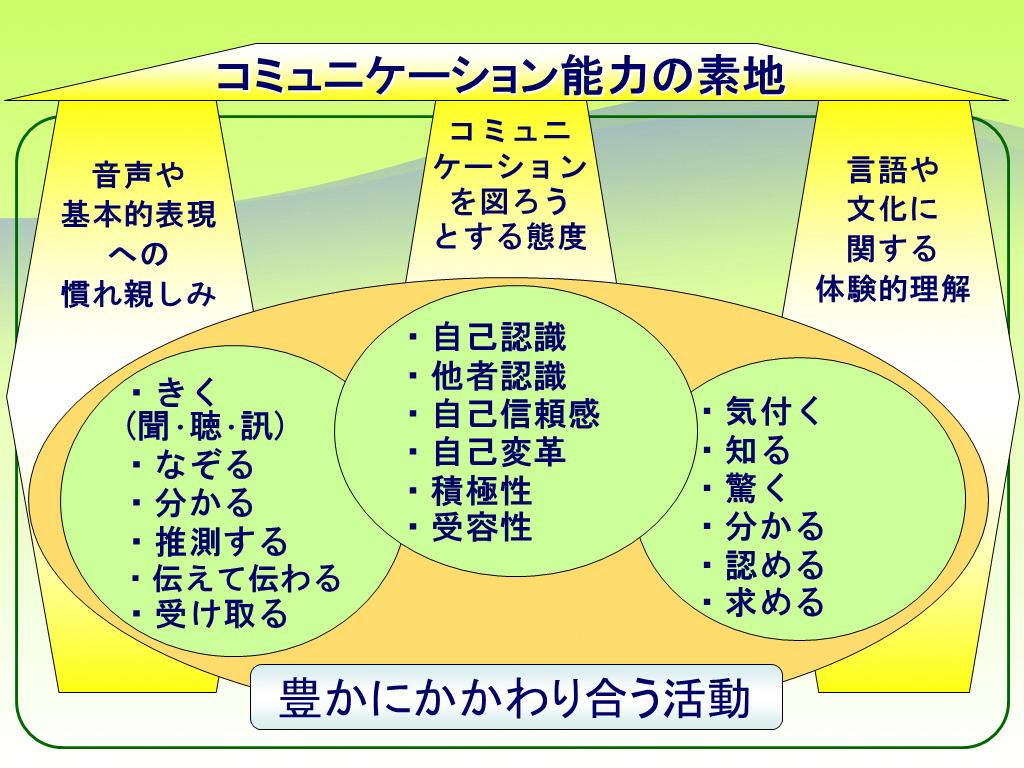 コミュニケーション能力の素地
音声や
基本的表現
への
慣れ親しみ
コミュニ
ケーション
を図ろう
とする態度
言語や
文化に
関する
体験的理解
・きく
(聞・聴・訊)
・なぞる
・分かる
・推測する
・伝えて伝わる
・受け取る
・自己認識
・他者認識
・自己信頼感
・自己変革
・積極性
・受容性
・気付く
・知る
・驚く
・分かる
・認める
・求める
豊かにかかわり合う活動